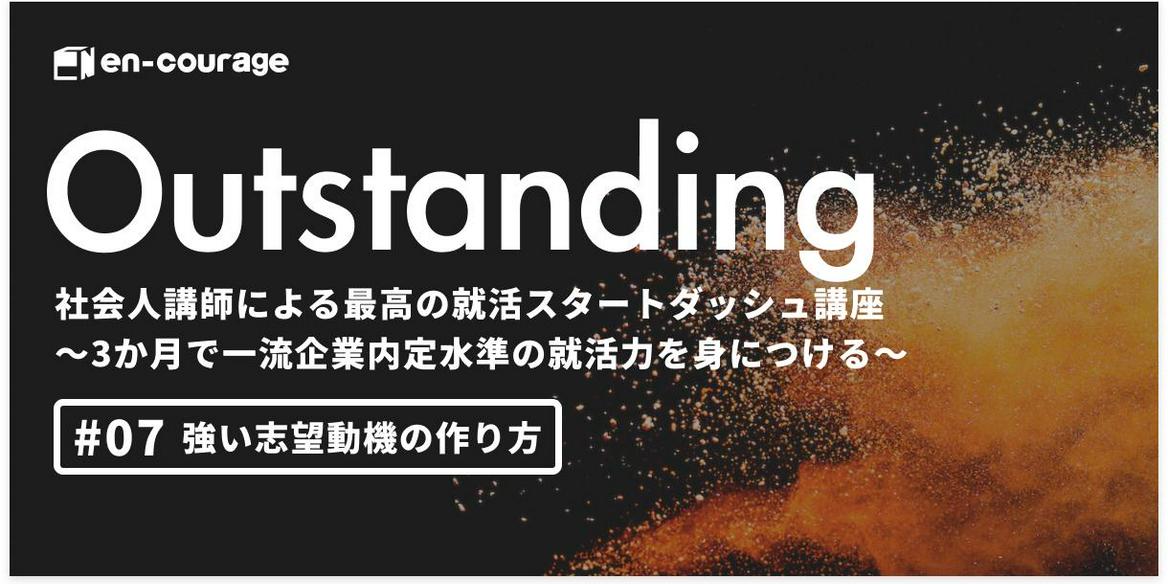 en-courage
Outstanding
社会人講師による最高の就活スタートダッシュ講座
〜3か月で一流企業内定水準の就活力を身につける〜
#07 強い志望動機の作り方